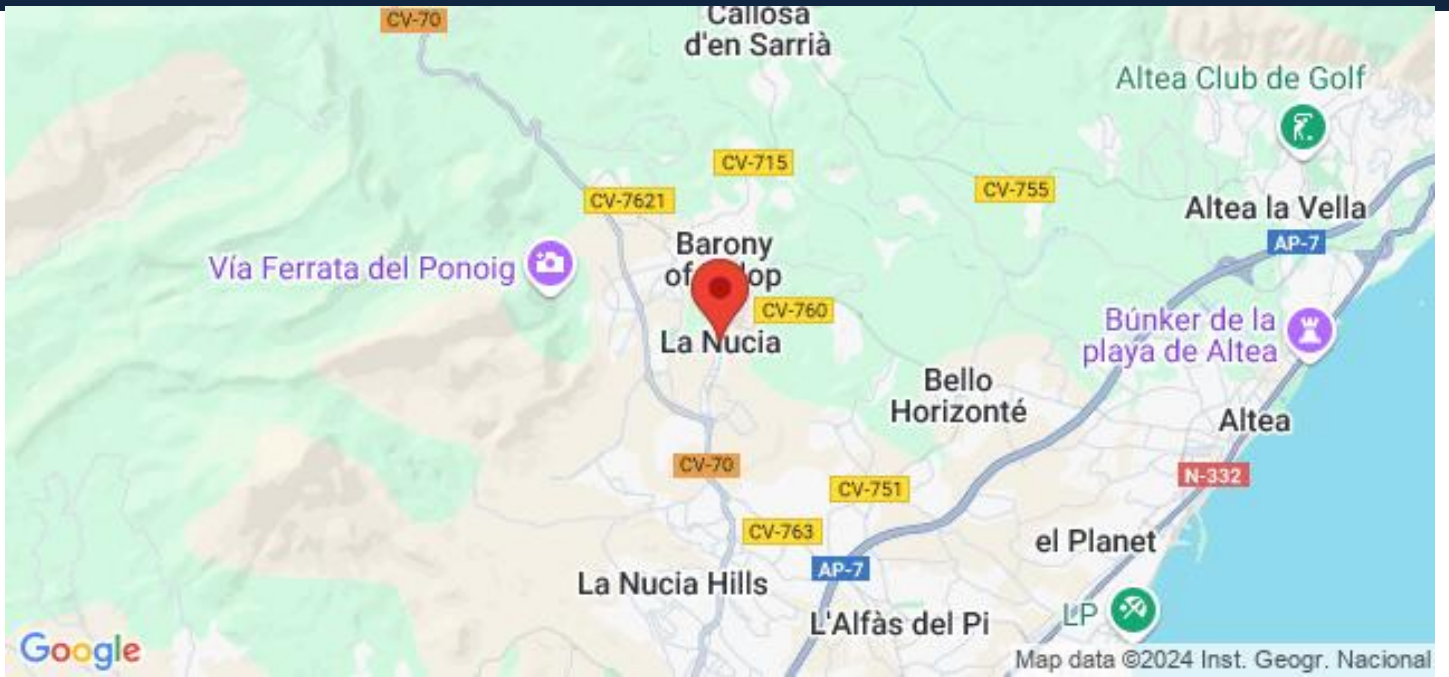 CV-70
Callosa
d'en Sarrià
Altea Club de Golf
CV-715
CV-755
CV-7621
Altea la Vella
AP-7
Barony
Vía Ferrata del Ponoig
CV-760
La Nucia
Búnker de la
playa de Altea
Bello
Horizonté
Altea
CV-70
N-332
CV-751
CV-763
el Planet
AP-7
La Nucia Hills
L'Alfàs del Pi
LP
Google
Map data ©2024 Inst. Geogr. Nacional